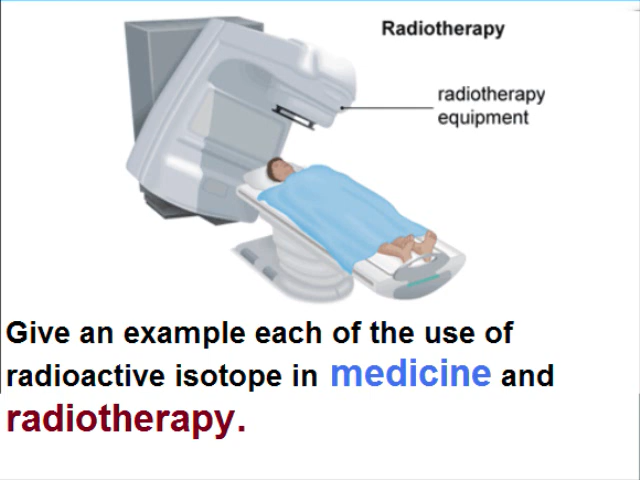 Radiotherapy
radiotherapy
equipment
Give an example each of the use of
radioactive isotope in medicine and
radiotherapy.